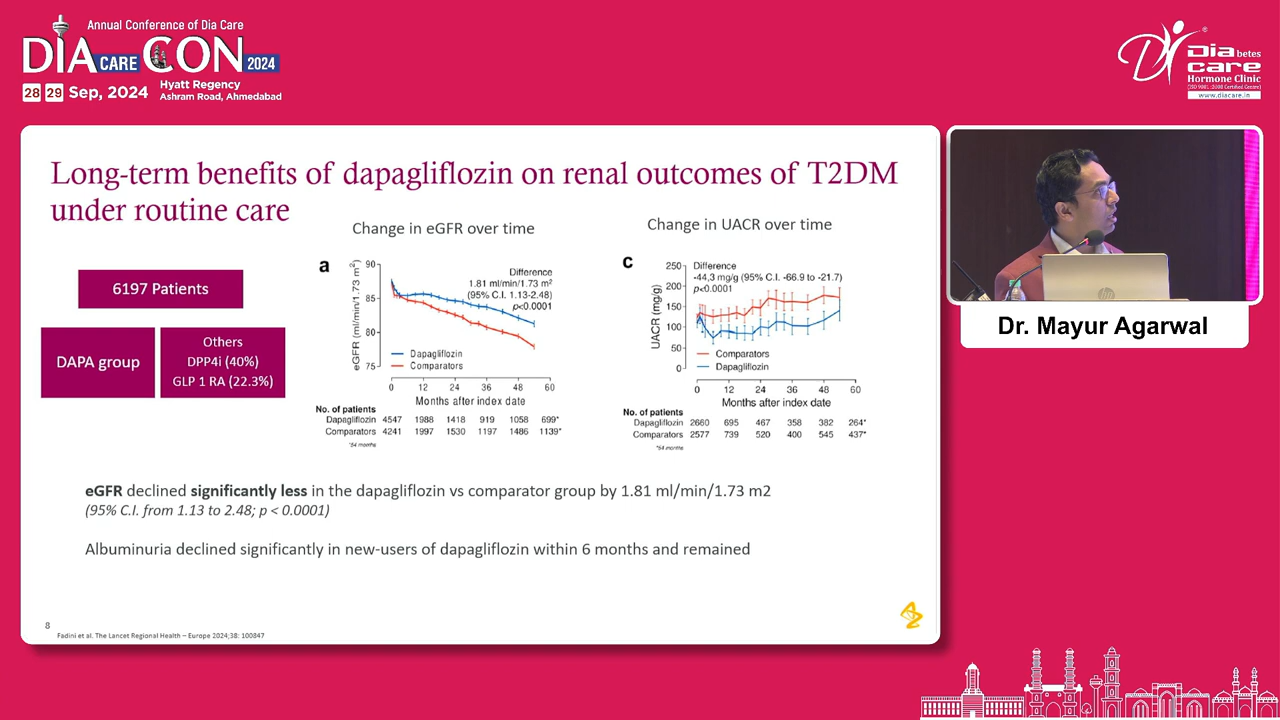 Annual Conference of Dia Care
DIA CARE CON 2024
28 29 Sep, 2024
Hyatt Regency
Ashram Road, Ahmedabad
Diabetes
care
Hormone Clinic
www.diacare.in
Long-term benefits of dapagliflozin on renal outcomes of T2DM
under routine care
6197 Patients
DAPA group
Others
DPP4i (40%)
GLP 1 RA (22.3%)
Change in eGFR over time
a
eGFR (ml/min/1.73 m²)
90
85
80
75
Difference
1.81 ml/min/1.73 m²
(95% C.I. 1.13-2.48)
p<0.0001
Dapagliflozin
Comparators
0 12 24 36 48 60
Months after index date
No. of patients
Dapagliflozin 4547 1988 1418 919 1058 699*
Comparators 4241 1997 1530 1197 1486 1139*
*54 months
Change in UACR over time
c
UACR (mg/g)
250
200
150
100
50
0
Difference
-44,3 mg/g (95% C.I. -66.9 to -21.7)
p<0.0001
Comparators
Dapagliflozin
0 12 24 36 48 60
Months after index date
No. of patients
Dapagliflozin 2660 695 467 358 382 264*
Comparators 2577 739 520 400 545 437*
*54 months
eGFR declined significantly less in the dapagliflozin vs comparator group by 1.81 ml/min/1.73 m2
(95% C.I. from 1.13 to 2.48; p < 0.0001)
Albuminuria declined significantly in new-users of dapagliflozin within 6 months and remained
8
Fadini et al. The Lancet Regional Health – Europe 2024;38: 100847
Dr. Mayur Agarwal